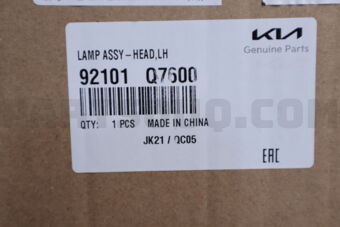 LAMP ASSY-HEAD,LH
KIA
Genuine Parts
92101 Q7600
QTY: 1 PCS MADE IN CHINA
JK21 / QC05
EAC